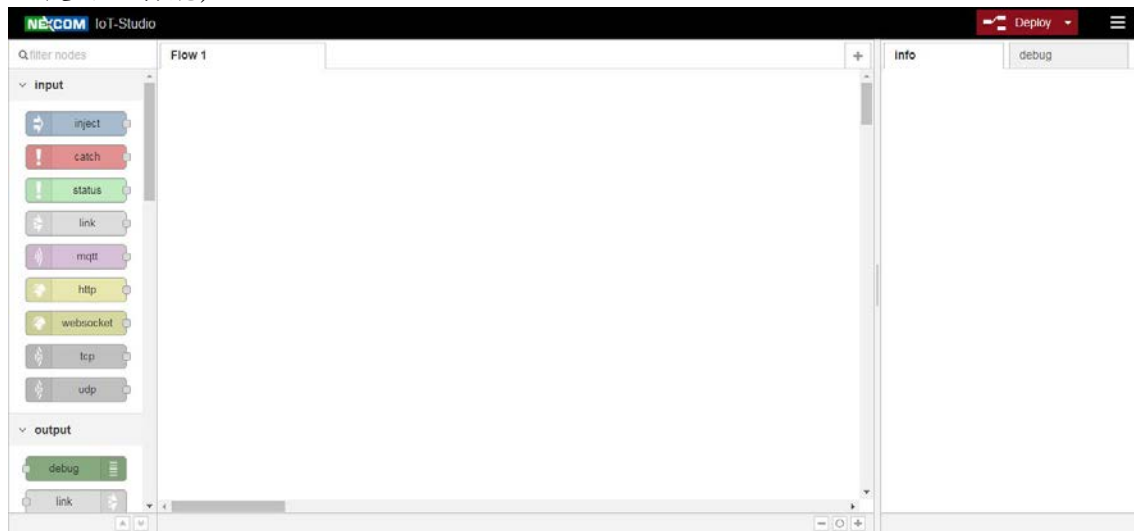 NEXCOM IoT-Studio
Deploy
filter nodes
Flow 1
info
debug
input
inject
catch
status
link
mqtt
http
websocket
tcp
udp
output
debug
link